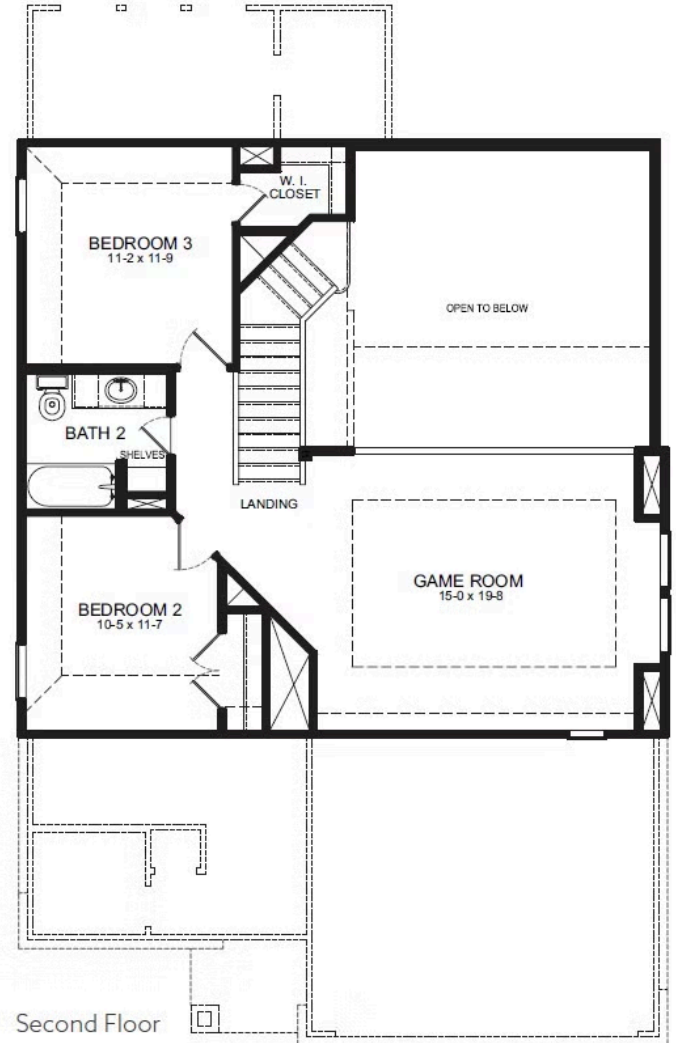 W. I.
CLOSET
BEDROOM 3
11-2 x 11-9
OPEN TO BELOW
BATH 2
SHELVES
LANDING
GAME ROOM
15-0 x 19-8
BEDROOM 2
10-5 x 11-7
Second Floor